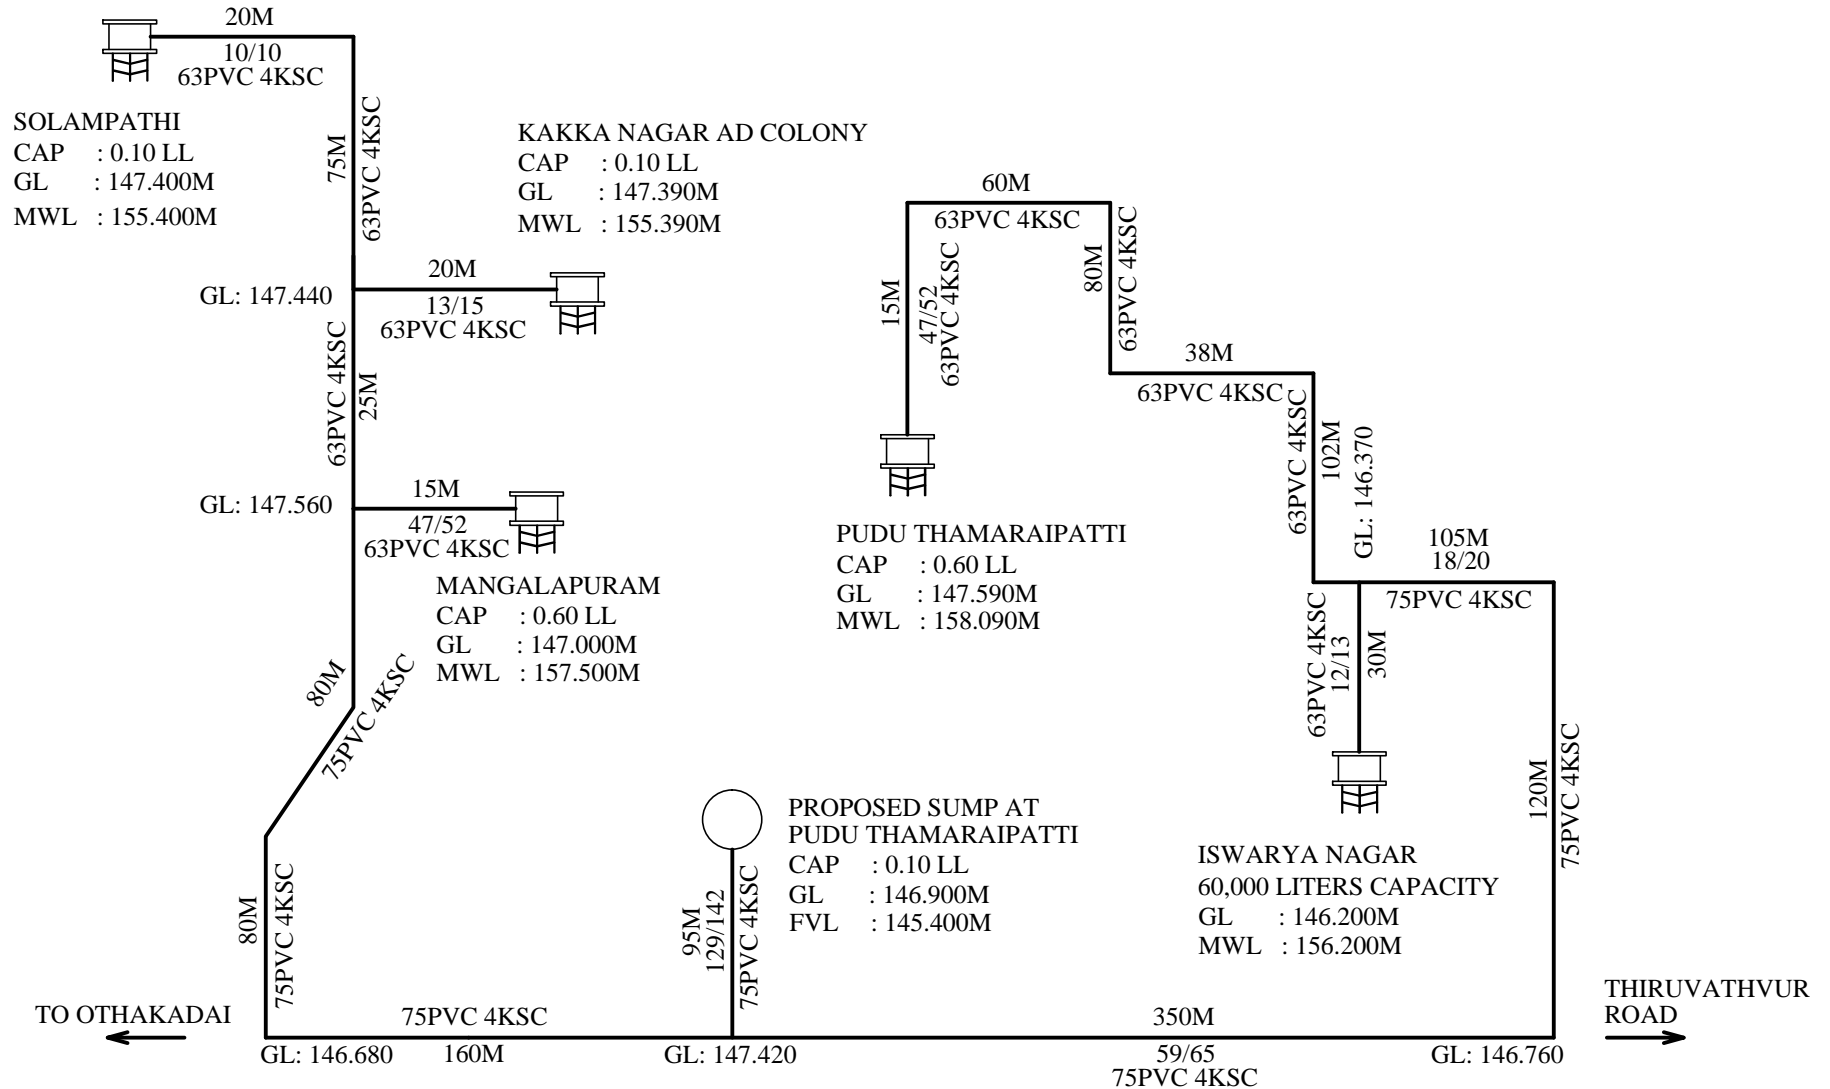 20M
10/10
63PVC 4KSC
SOLAMPATHI
CAP : 0.10 LL
GL : 147.400M
MWL : 155.400M
75M
63PVC 4KSC
KAKKA NAGAR AD COLONY
CAP : 0.10 LL
GL : 147.390M
MWL : 155.390M
GL: 147.440
20M
13/15
63PVC 4KSC
63PVC 4KSC
25M
GL: 147.560
15M
47/52
63PVC 4KSC
MANGALAPURAM
CAP : 0.60 LL
GL : 147.000M
MWL : 157.500M
80M
75PVC 4KSC
80M
75PVC 4KSC
60M
63PVC 4KSC
15M
47/52
63PVC 4KSC
80M
63PVC 4KSC
38M
63PVC 4KSC
63PVC 4KSC
102M
GL: 146.370
PUDU THAMARAIPATTI
CAP : 0.60 LL
GL : 147.590M
MWL : 158.090M
105M
18/20
75PVC 4KSC
63PVC 4KSC
12/13
30M
120M
75PVC 4KSC
PROPOSED SUMP AT
PUDU THAMARAIPATTI
CAP : 0.10 LL
GL : 146.900M
FVL : 145.400M
95M
129/142
75PVC 4KSC
ISWARYA NAGAR
60,000 LITERS CAPACITY
GL : 146.200M
MWL : 156.200M
TO OTHAKADAI
75PVC 4KSC
350M
THIRUVATHVUR
ROAD
GL: 146.680
160M
GL: 147.420
59/65
75PVC 4KSC
GL: 146.760